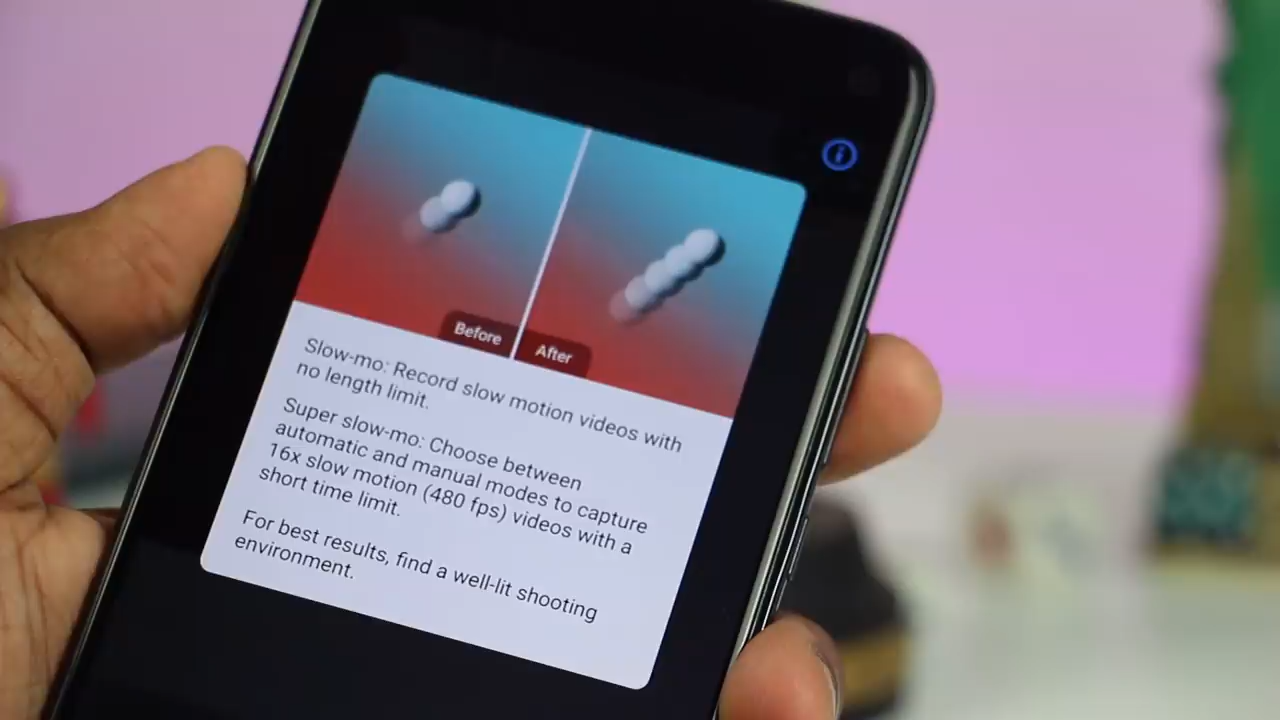 Before
After
Slow-mo: Record slow motion videos with
no length limit.
Super slow-mo: Choose between
automatic and manual modes to capture
16x slow motion (480 fps) videos with a
short time limit.
For best results, find a well-lit shooting
environment.